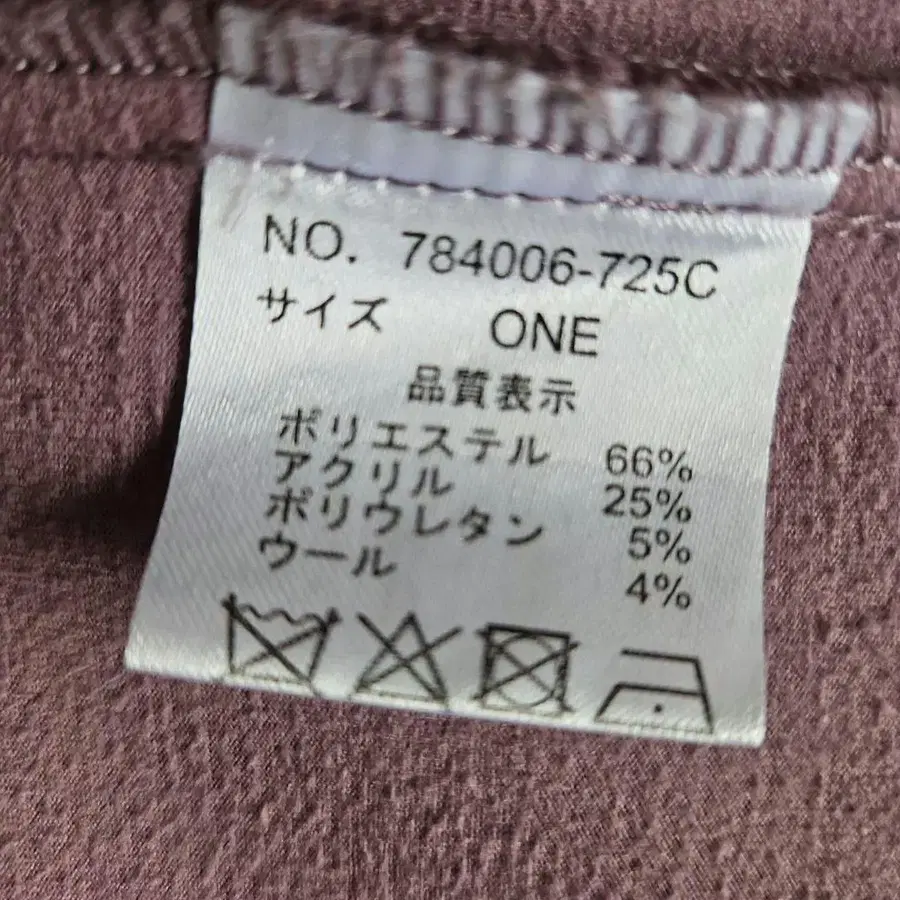 NO. 784006-725C
サイズ ONE
品質表示
ポリエステル 66%
アクリル 25%
ポリウレタン 5%
ウール 4%